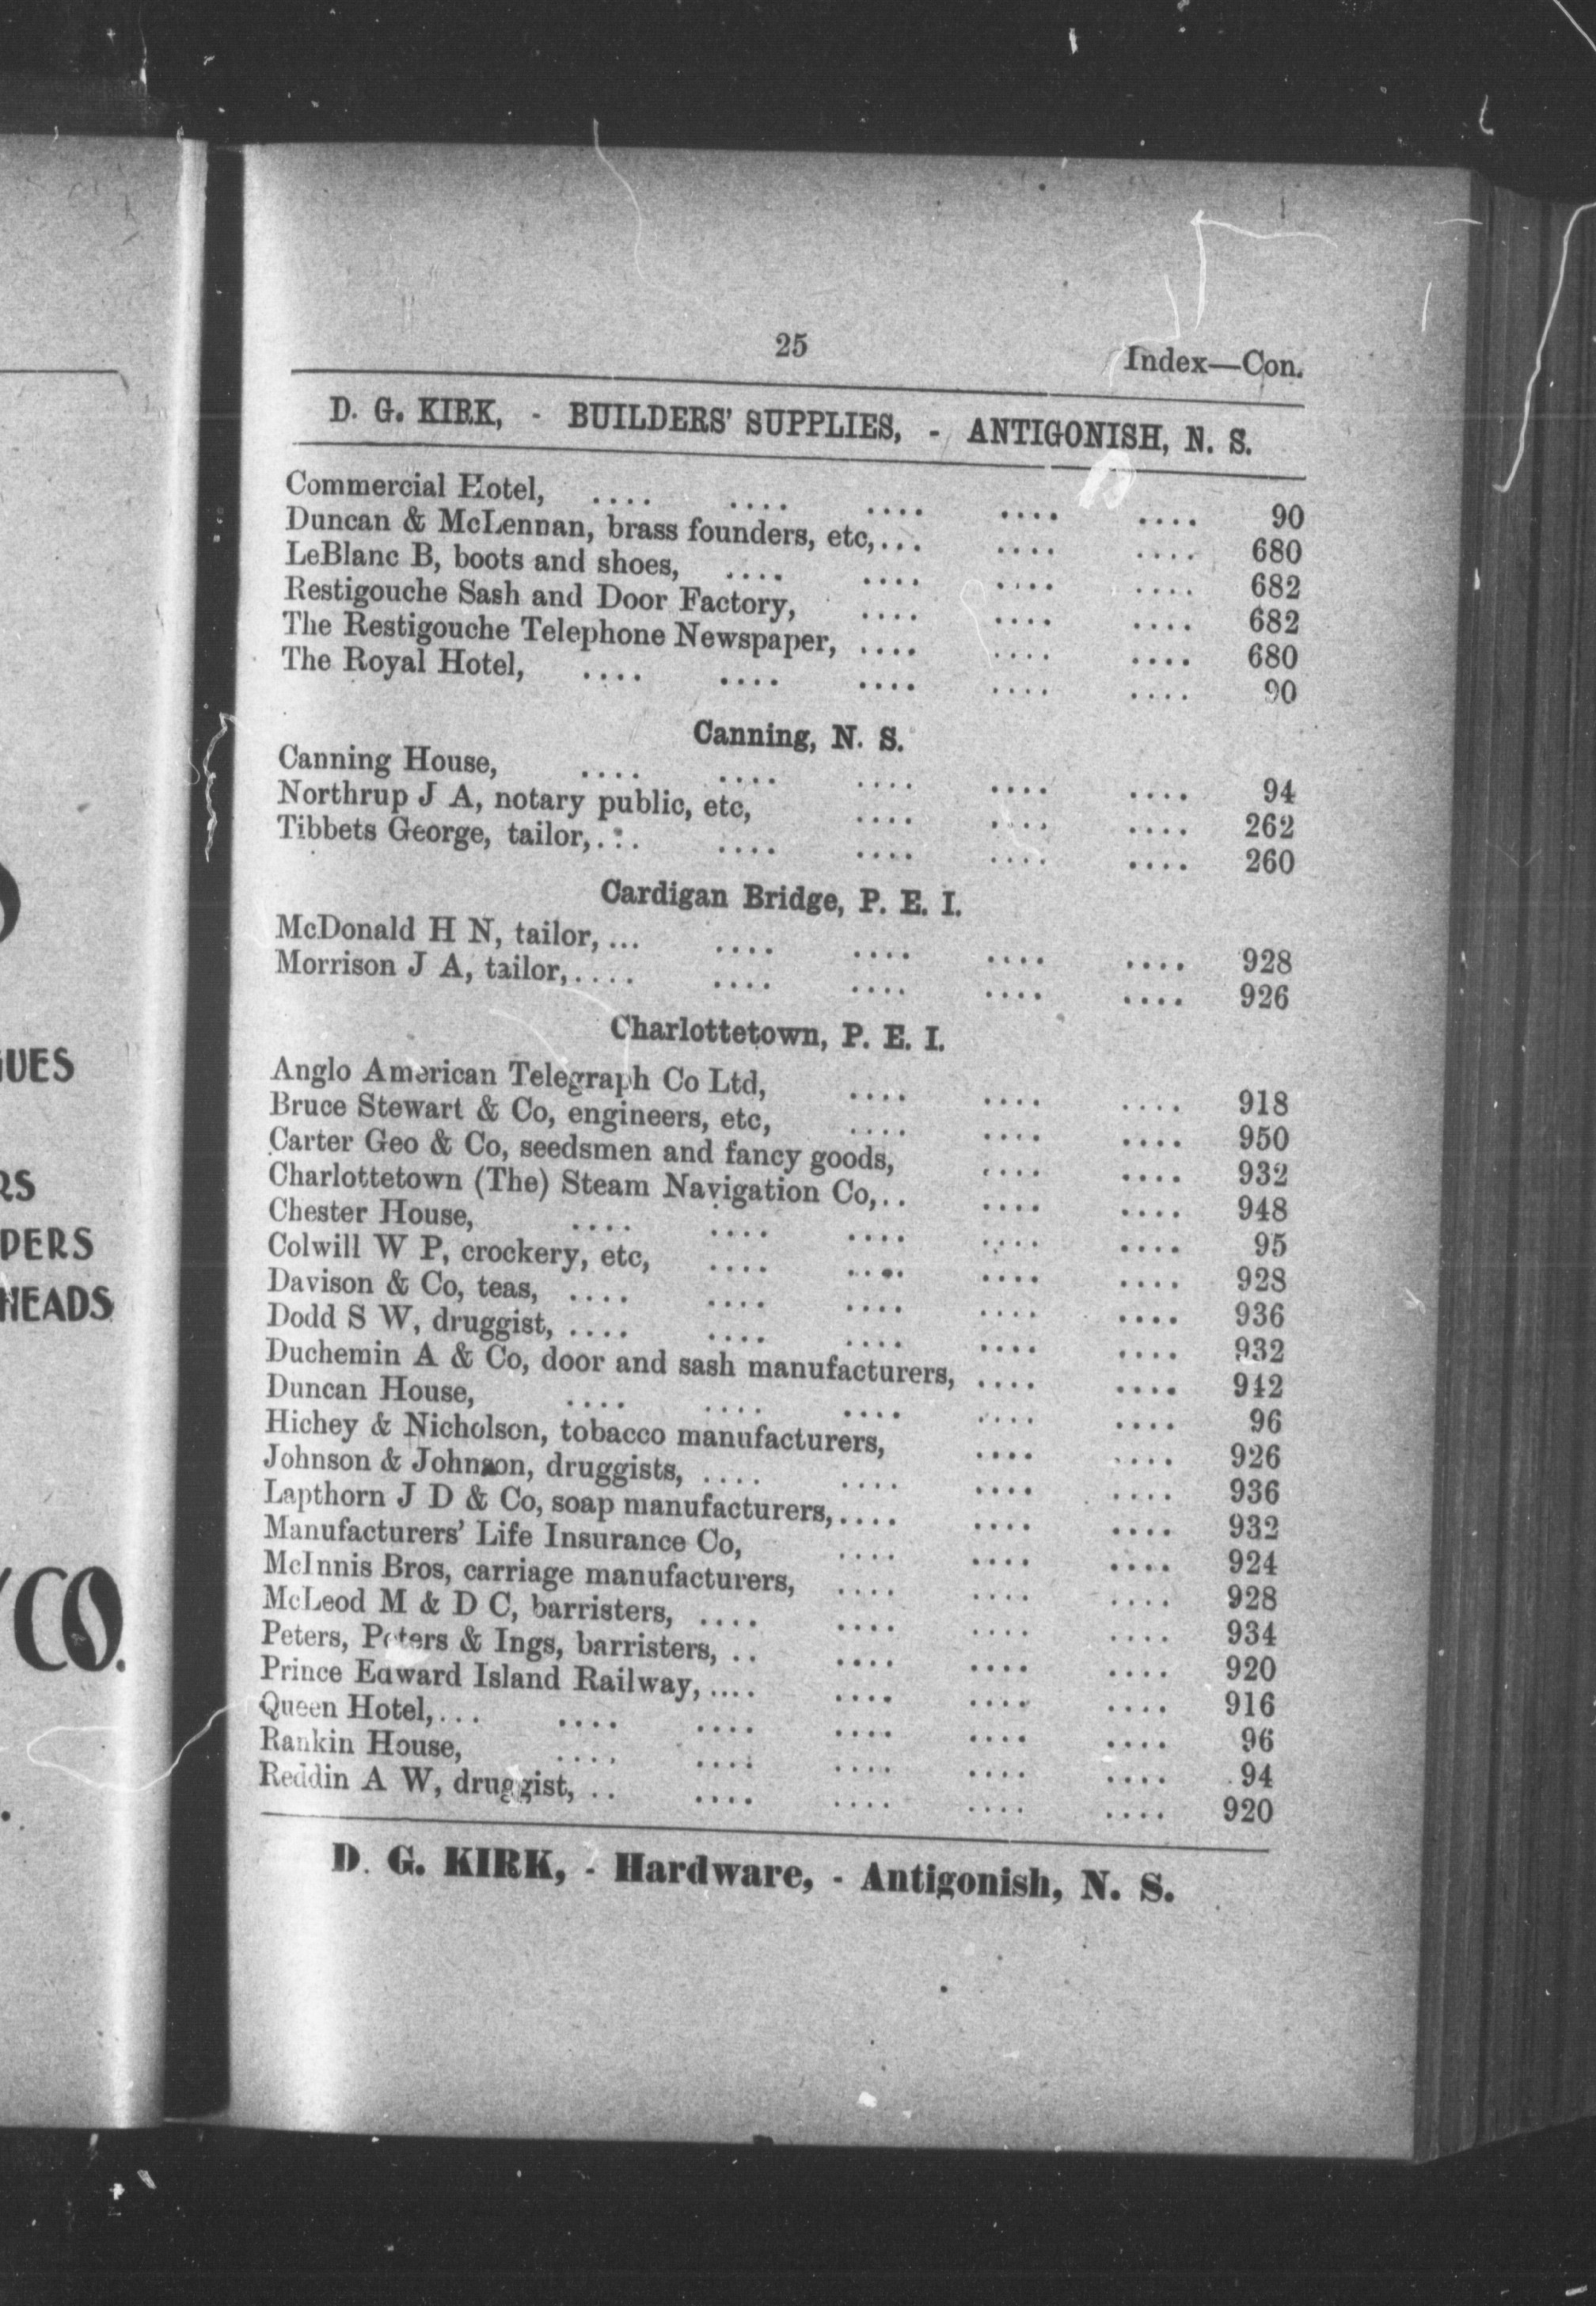 25
Index—Con.
D. G. KIRK, - BUILDERS' SUPPLIES, - ANTIGONISH, N. S.
Commercial Hotel, .... .... .... .... .... 90
Duncan & McLennan, brass founders, etc,... .... .... 680
LeBlanc B, boots and shoes, .... .... .... .... 682
Restigouche Sash and Door Factory, .... .... .... 682
The Restigouche Telephone Newspaper, .... .... .... 680
The Royal Hotel, .... .... .... .... .... 90
Canning, N. S.
Canning House, .... .... .... .... .... 94
Northrup J A, notary public, etc, .... .... .... 262
Tibbets George, tailor,... .... .... .... .... 260
Cardigan Bridge, P. E. I.
McDonald H N, tailor, ... .... .... .... .... 928
Morrison J A, tailor,.... .... .... .... .... 926
Charlottetown, P. E. I.
Anglo American Telegraph Co Ltd, .... .... .... 918
Bruce Stewart & Co, engineers, etc, .... .... .... 950
Carter Geo & Co, seedsmen and fancy goods, .... .... 932
Charlottetown (The) Steam Navigation Co,.. .... .... 948
Chester House, .... .... .... .... .... 95
Colwill W P, crockery, etc, .... .... .... .... 928
Davison & Co, teas, .... .... .... .... .... 936
Dodd S W, druggist, .... .... .... .... .... 932
Duchemin A & Co, door and sash manufacturers, .... .... 942
Duncan House, .... .... .... .... .... 96
Hichey & Nicholson, tobacco manufacturers, .... .... 926
Johnson & Johnson, druggists, .... .... .... .... 936
Lapthorn J D & Co, soap manufacturers,.... .... .... 932
Manufacturers' Life Insurance Co, .... .... .... 924
McInnis Bros, carriage manufacturers, .... .... .... 928
McLeod M & D C, barristers, .... .... .... .... 934
Peters, Peters & Ings, barristers, .. .... .... .... 920
Prince Edward Island Railway, .... .... .... .... 916
Queen Hotel,... .... .... .... .... .... 96
Rankin House, .... .... .... .... .... 94
Reddin A W, druggist, .. .... .... .... .... 920
D. G. KIRK, - Hardware, - Antigonish, N. S.
HEADS
CO.